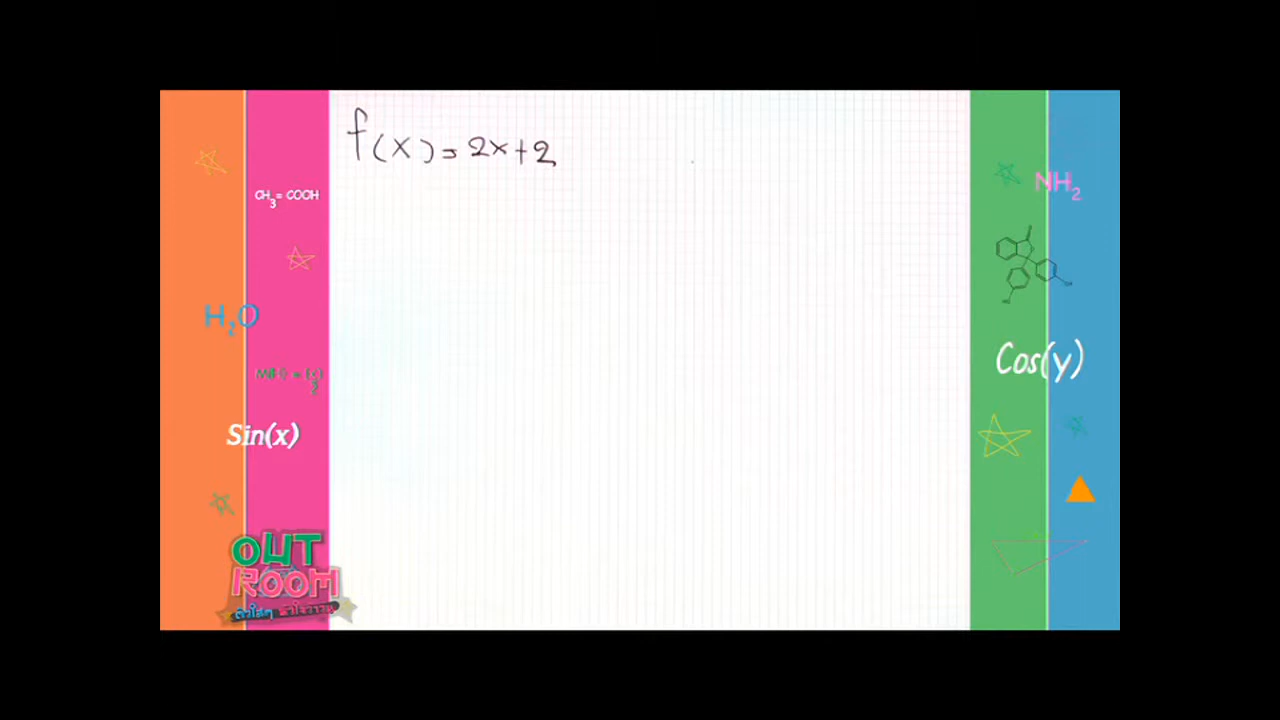 f(x) = 2x+2
CH3= COOH
H2O
Sin(x)
OUT
ROOM
NH2
Cos(y)